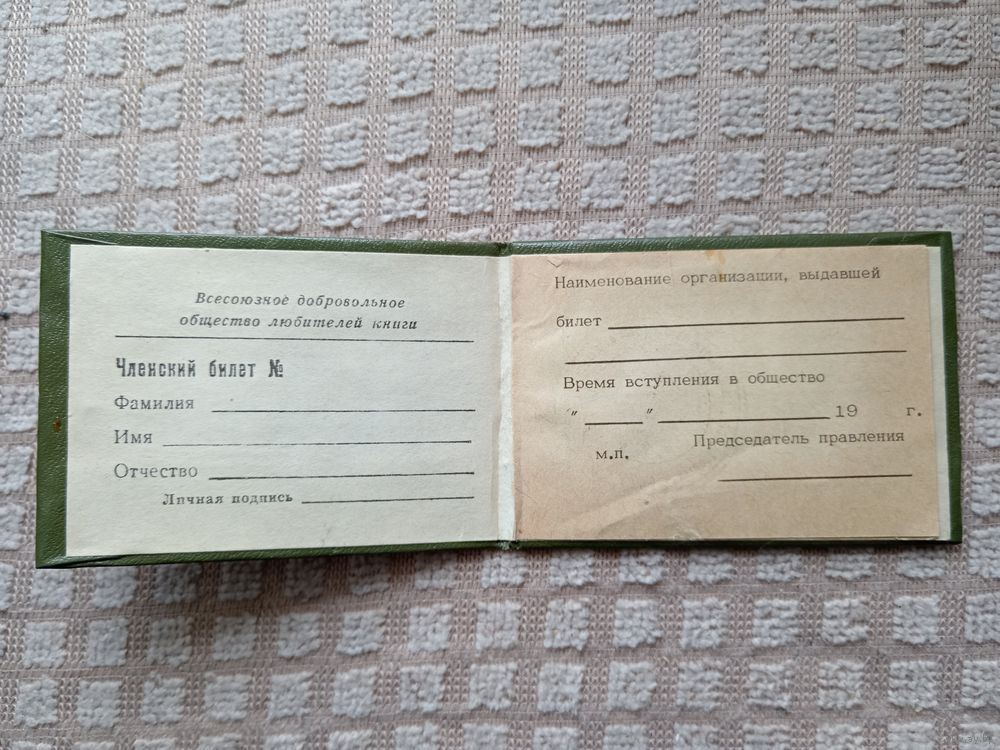 Всесоюзное добровольное
общество любителей книги
Членский билет №
Фамилия
Имя
Отчество
Личная подпись
Наименование организации, выдавшей
билет
Время вступления в общество
" " 19 г.
Председатель правления
м.п.